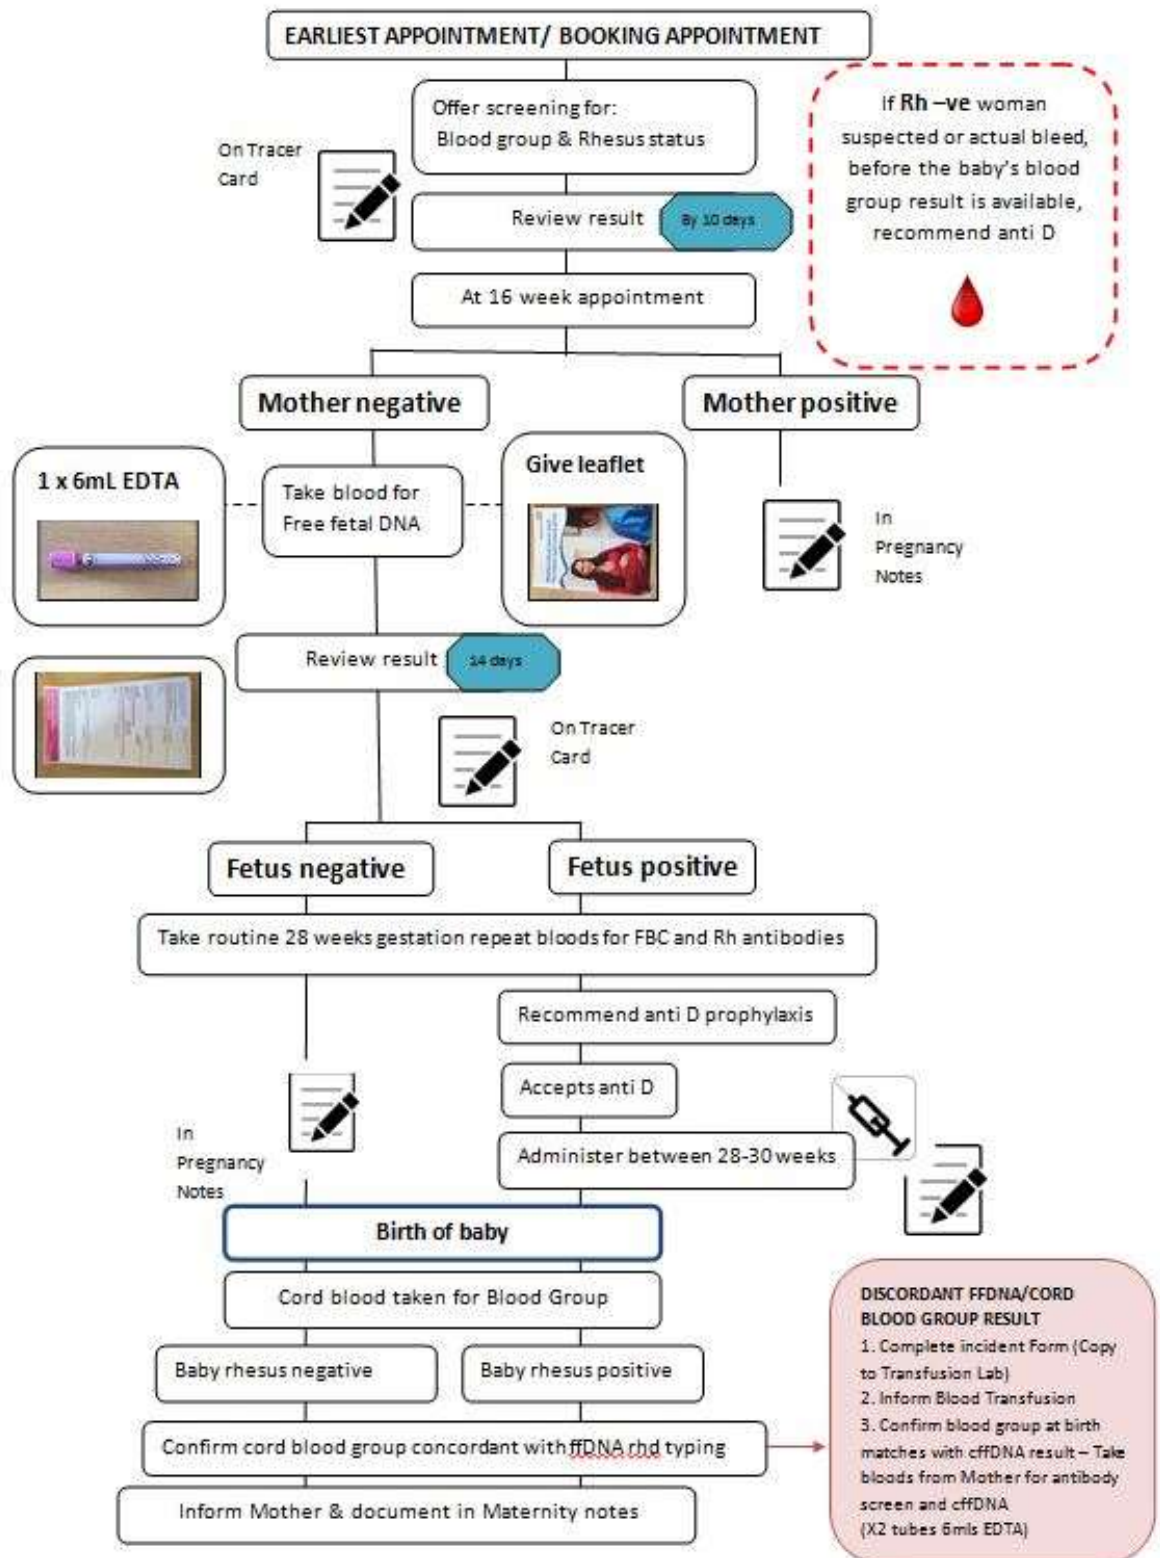 EARLIEST APPOINTMENT/ BOOKING APPOINTMENT
Offer screening for:
Blood group & Rhesus status
On Tracer
Card
Review result
By 10 days
At 16 week appointment
If Rh –ve woman
suspected or actual bleed,
before the baby's blood
group result is available,
recommend anti D
Mother negative
Mother positive
1 x 6mL EDTA
Take blood for
Free fetal DNA
Give leaflet
In
Pregnancy
Notes
Review result
14 days
On Tracer
Card
Fetus negative
Fetus positive
Take routine 28 weeks gestation repeat bloods for FBC and Rh antibodies
Recommend anti D prophylaxis
Accepts anti D
Administer between 28-30 weeks
In
Pregnancy
Notes
Birth of baby
Cord blood taken for Blood Group
Baby rhesus negative
Baby rhesus positive
Confirm cord blood group concordant with ffDNA rhd typing
Inform Mother & document in Maternity notes
DISCORDANT FFDNA/CORD
BLOOD GROUP RESULT
1. Complete incident Form (Copy
to Transfusion Lab)
2. Inform Blood Transfusion
3. Confirm blood group at birth
matches with cffDNA result – Take
bloods from Mother for antibody
screen and cffDNA
(X2 tubes 6mls EDTA)